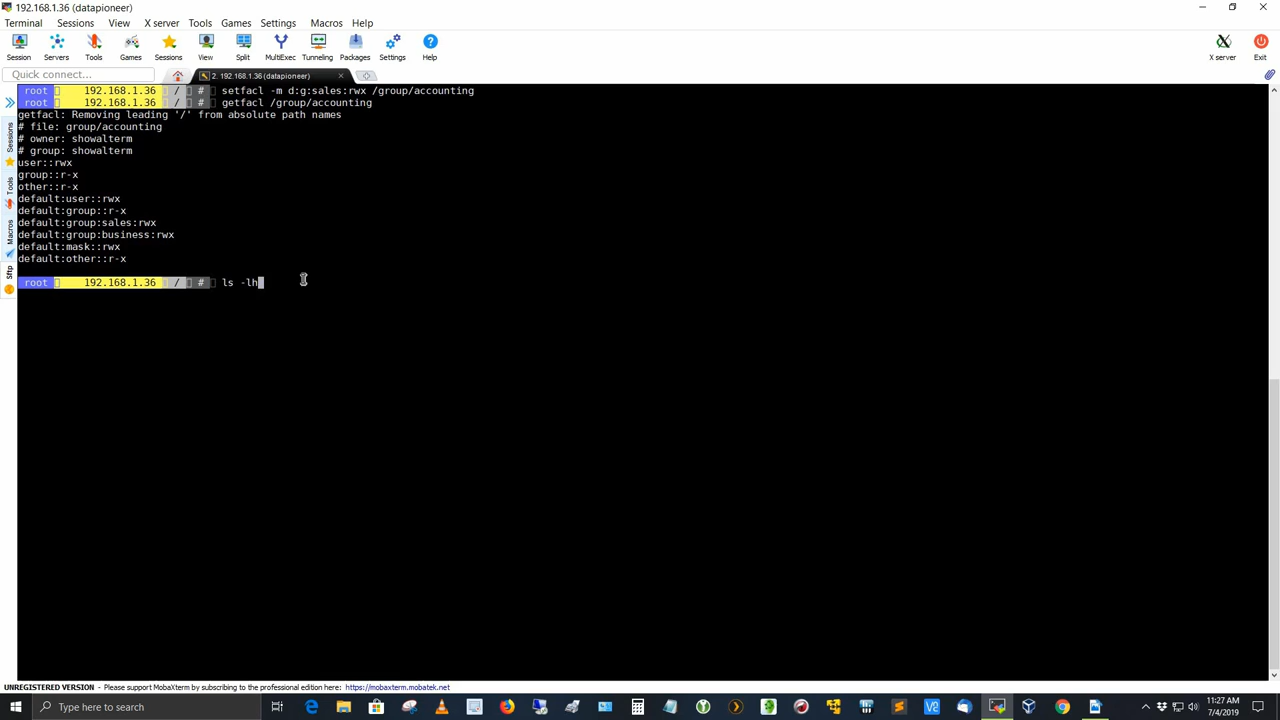 192.168.1.36 (datapioneer)
Terminal Sessions View X server Tools Games Settings Macros Help
Session Servers Tools Games Sessions View Split MultiExec Tunneling Packages Settings Help X server Exit
Quick connect...
2. 192.168.1.36 (datapioneer)
root 192.168.1.36 / # setfacl -m d:g:sales:rwx /group/accounting
root 192.168.1.36 / # getfacl /group/accounting
getfacl: Removing leading '/' from absolute path names
# file: group/accounting
# owner: showalterm
# group: showalterm
user::rwx
group::r-x
other::r-x
default:user::rwx
default:group::r-x
default:group:sales:rwx
default:group:business:rwx
default:mask::rwx
default:other::r-x
root 192.168.1.36 / # ls -lh
Sessions
Tools
Macros
Sftp
UNREGISTERED VERSION - Please support MobaXterm by subscribing to the professional edition here: https://mobaxterm.mobatek.net
Type here to search
11:27 AM
7/4/2019